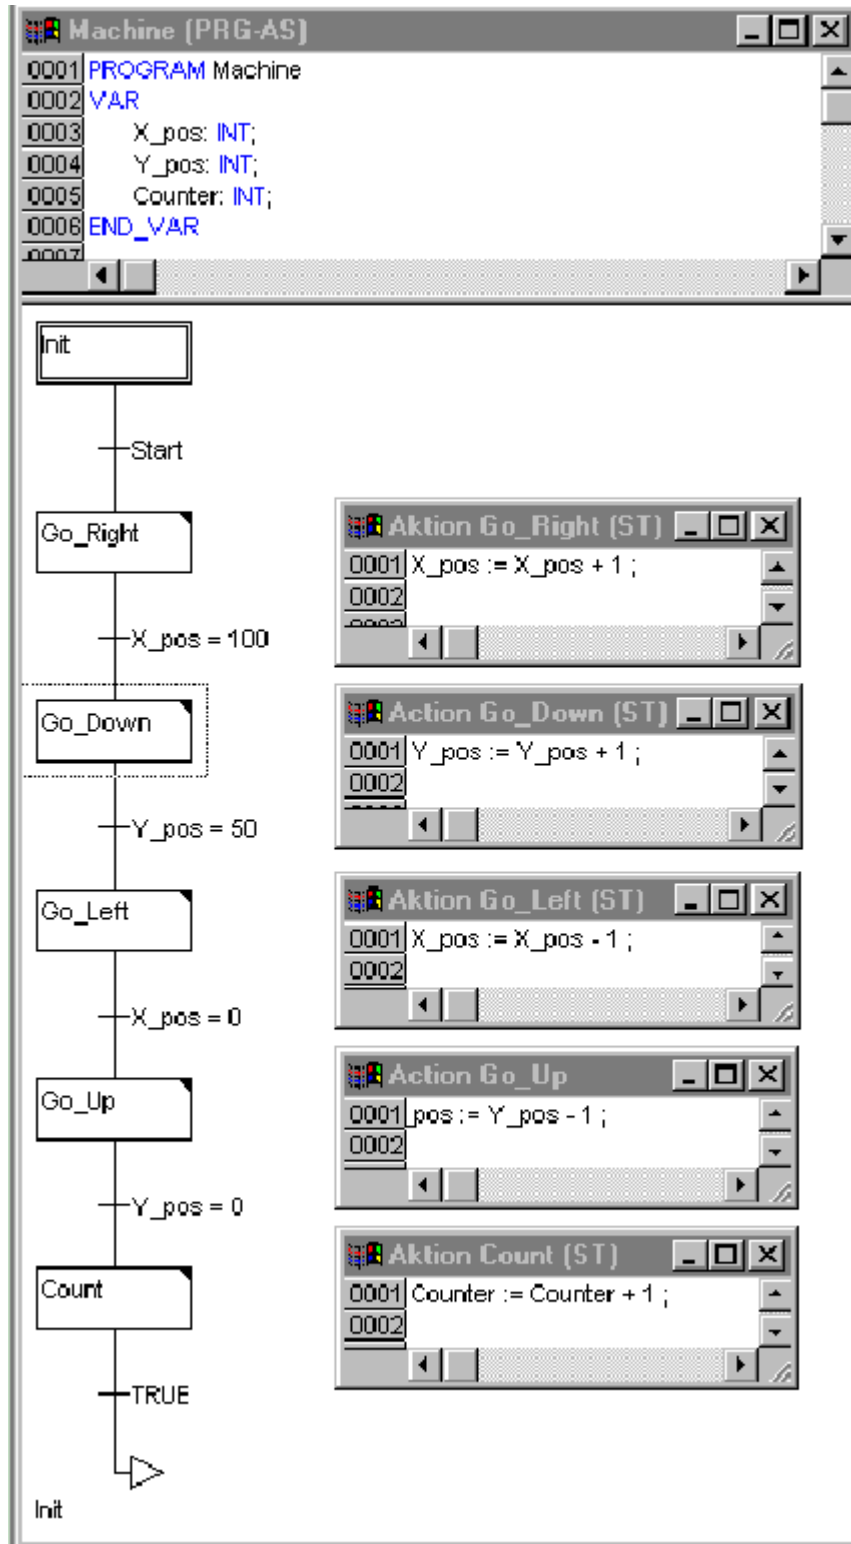 Machine (PRG-AS)
0001 PROGRAM Machine
0002 VAR
0003 X_pos: INT;
0004 Y_pos: INT;
0005 Counter: INT;
0006 END_VAR
0007
Init
Start
Go_Right
Aktion Go_Right (ST)
0001 X_pos := X_pos + 1 ;
0002
X_pos = 100
Go_Down
Action Go_Down (ST)
0001 Y_pos := Y_pos + 1 ;
0002
Y_pos = 50
Go_Left
Aktion Go_Left (ST)
0001 X_pos := X_pos - 1 ;
0002
X_pos = 0
Go_Up
Action Go_Up
0001 _pos := Y_pos - 1 ;
0002
Y_pos = 0
Count
Aktion Count (ST)
0001 Counter := Counter + 1 ;
0002
TRUE
Init